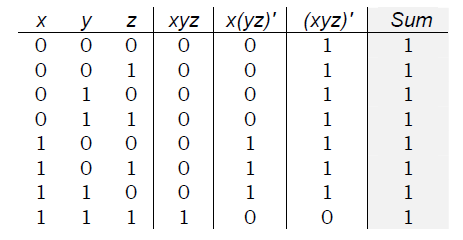 x y z xyz x(yz)' (xyz)' Sum
0 0 0 0 0 1 1
0 0 1 0 0 1 1
0 1 0 0 0 1 1
0 1 1 0 0 1 1
1 0 0 0 1 1 1
1 0 1 0 1 1 1
1 1 0 0 1 1 1
1 1 1 1 0 0 1